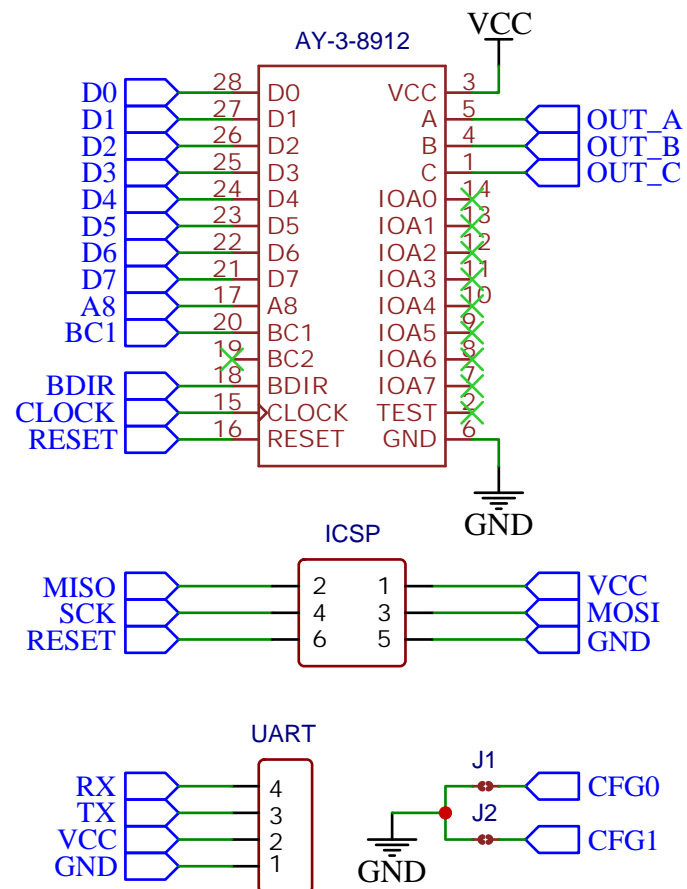 VCC
AY-3-8912
D0 28 D0 VCC 3
D1 27 D1 A 5 OUT_A
D2 26 D2 B 4 OUT_B
D3 25 D3 C 1 OUT_C
D4 24 D4 IOA0 14
D5 23 D5 IOA1 13
D6 22 D6 IOA2 12
D7 21 D7 IOA3 11
A8 17 A8 IOA4 10
BC1 20 BC1 IOA5 9
19 BC2 IOA6 8
BDIR 18 BDIR IOA7 7
CLOCK 15 CLOCK TEST 2
RESET 16 RESET GND 6
GND
ICSP
MISO 2 1 VCC
SCK 4 3 MOSI
RESET 6 5 GND
UART
J1
RX 4 CFG0
TX 3
J2
VCC 2 CFG1
GND 1
GND